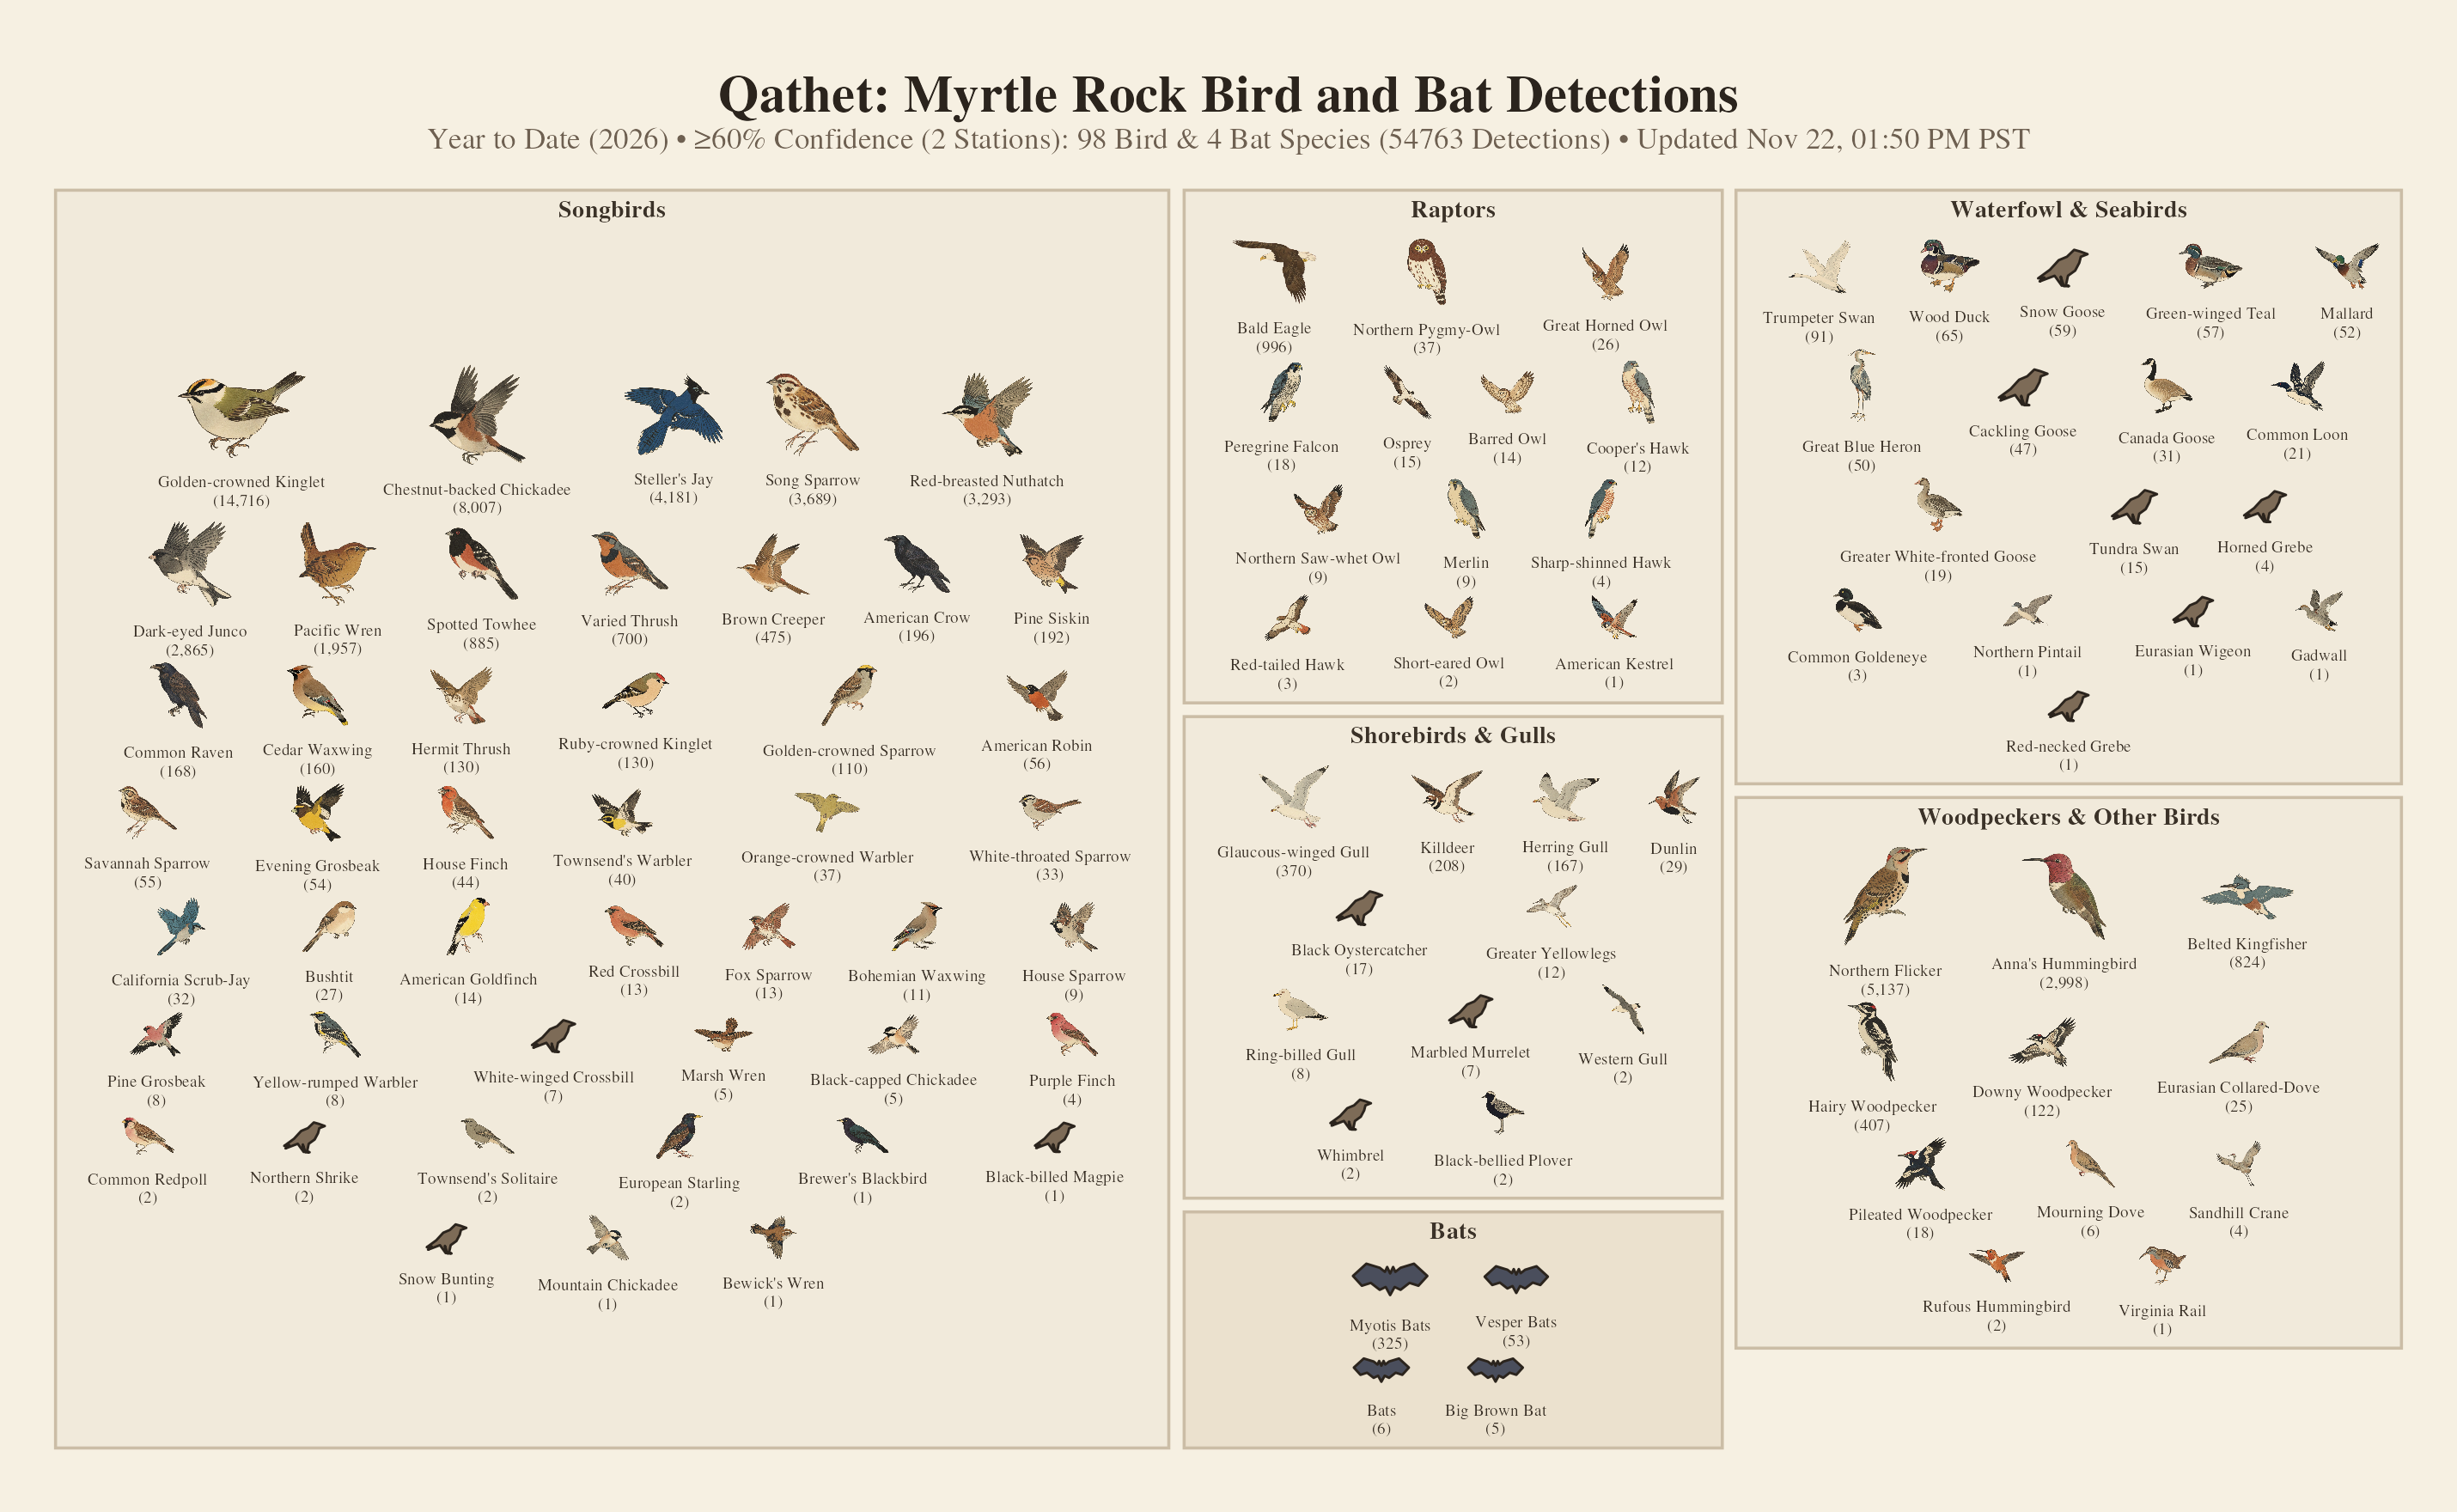 Qathet: Myrtle Rock Bird and Bat Detections
Year to Date (2026) • ≥60% Confidence (2 Stations): 98 Bird & 4 Bat Species (54763 Detections) • Updated Nov 22, 01:50 PM PST
Songbirds
Golden-crowned Kinglet
(14,716)
Chestnut-backed Chickadee
(8,007)
Steller's Jay
(4,181)
Song Sparrow
(3,689)
Red-breasted Nuthatch
(3,293)
Dark-eyed Junco
(2,865)
Pacific Wren
(1,957)
Spotted Towhee
(885)
Varied Thrush
(700)
Brown Creeper
(475)
American Crow
(196)
Pine Siskin
(192)
Common Raven
(168)
Cedar Waxwing
(160)
Hermit Thrush
(130)
Ruby-crowned Kinglet
(130)
Golden-crowned Sparrow
(110)
American Robin
(56)
Savannah Sparrow
(55)
Evening Grosbeak
(54)
House Finch
(44)
Townsend's Warbler
(40)
Orange-crowned Warbler
(37)
White-throated Sparrow
(33)
California Scrub-Jay
(32)
Bushtit
(27)
American Goldfinch
(14)
Red Crossbill
(13)
Fox Sparrow
(13)
Bohemian Waxwing
(11)
House Sparrow
(9)
Pine Grosbeak
(8)
Yellow-rumped Warbler
(8)
White-winged Crossbill
(7)
Marsh Wren
(5)
Black-capped Chickadee
(5)
Purple Finch
(4)
Common Redpoll
(2)
Northern Shrike
(2)
Townsend's Solitaire
(2)
European Starling
(2)
Brewer's Blackbird
(1)
Black-billed Magpie
(1)
Snow Bunting
(1)
Mountain Chickadee
(1)
Bewick's Wren
(1)
Raptors
Bald Eagle
(996)
Northern Pygmy-Owl
(37)
Great Horned Owl
(26)
Peregrine Falcon
(18)
Osprey
(15)
Barred Owl
(14)
Cooper's Hawk
(12)
Northern Saw-whet Owl
(9)
Merlin
(9)
Sharp-shinned Hawk
(4)
Red-tailed Hawk
(3)
Short-eared Owl
(2)
American Kestrel
(1)
Shorebirds & Gulls
Glaucous-winged Gull
(370)
Killdeer
(208)
Herring Gull
(167)
Dunlin
(29)
Black Oystercatcher
(17)
Greater Yellowlegs
(12)
Ring-billed Gull
(8)
Marbled Murrelet
(7)
Western Gull
(2)
Whimbrel
(2)
Black-bellied Plover
(2)
Bats
Myotis Bats
(325)
Vesper Bats
(53)
Bats
(6)
Big Brown Bat
(5)
Waterfowl & Seabirds
Trumpeter Swan
(91)
Wood Duck
(65)
Snow Goose
(59)
Green-winged Teal
(57)
Mallard
(52)
Great Blue Heron
(50)
Cackling Goose
(47)
Canada Goose
(31)
Common Loon
(21)
Greater White-fronted Goose
(19)
Tundra Swan
(15)
Horned Grebe
(4)
Common Goldeneye
(3)
Northern Pintail
(1)
Eurasian Wigeon
(1)
Gadwall
(1)
Red-necked Grebe
(1)
Woodpeckers & Other Birds
Northern Flicker
(5,137)
Anna's Hummingbird
(2,998)
Belted Kingfisher
(824)
Hairy Woodpecker
(407)
Downy Woodpecker
(122)
Eurasian Collared-Dove
(25)
Pileated Woodpecker
(18)
Mourning Dove
(6)
Sandhill Crane
(4)
Rufous Hummingbird
(2)
Virginia Rail
(1)